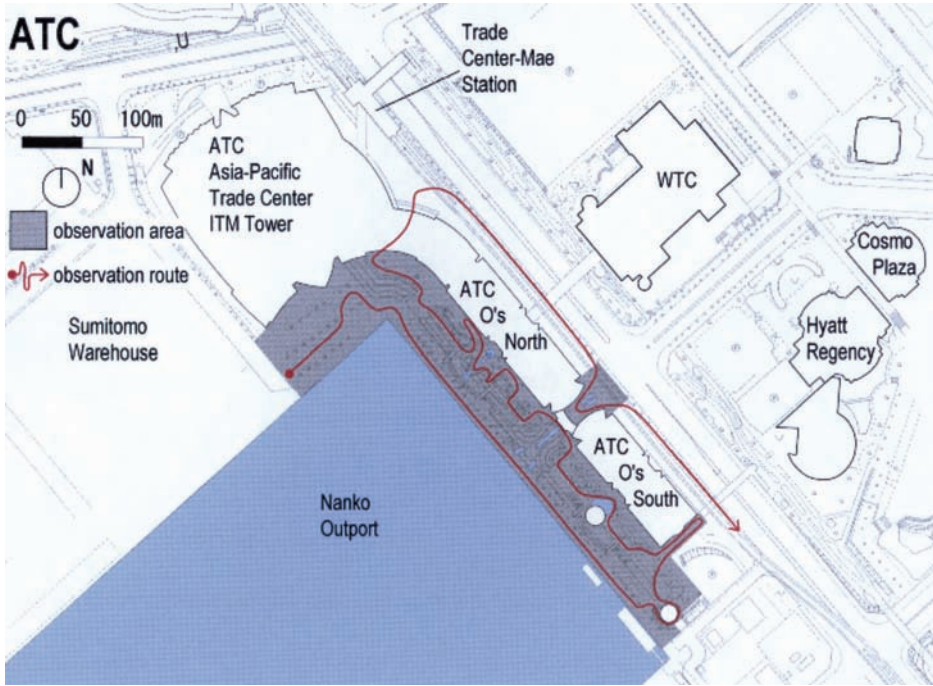 ATC
U
Trade
Center-Mae
Station
0 50 100m
N
observation area
observation route
ATC
Asia-Pacific
Trade Center
ITM Tower
WTC
Cosmo
Plaza
Hyatt
Regency
Sumitomo
Warehouse
ATC
O's
North
ATC
O's
South
Nanko
Outport